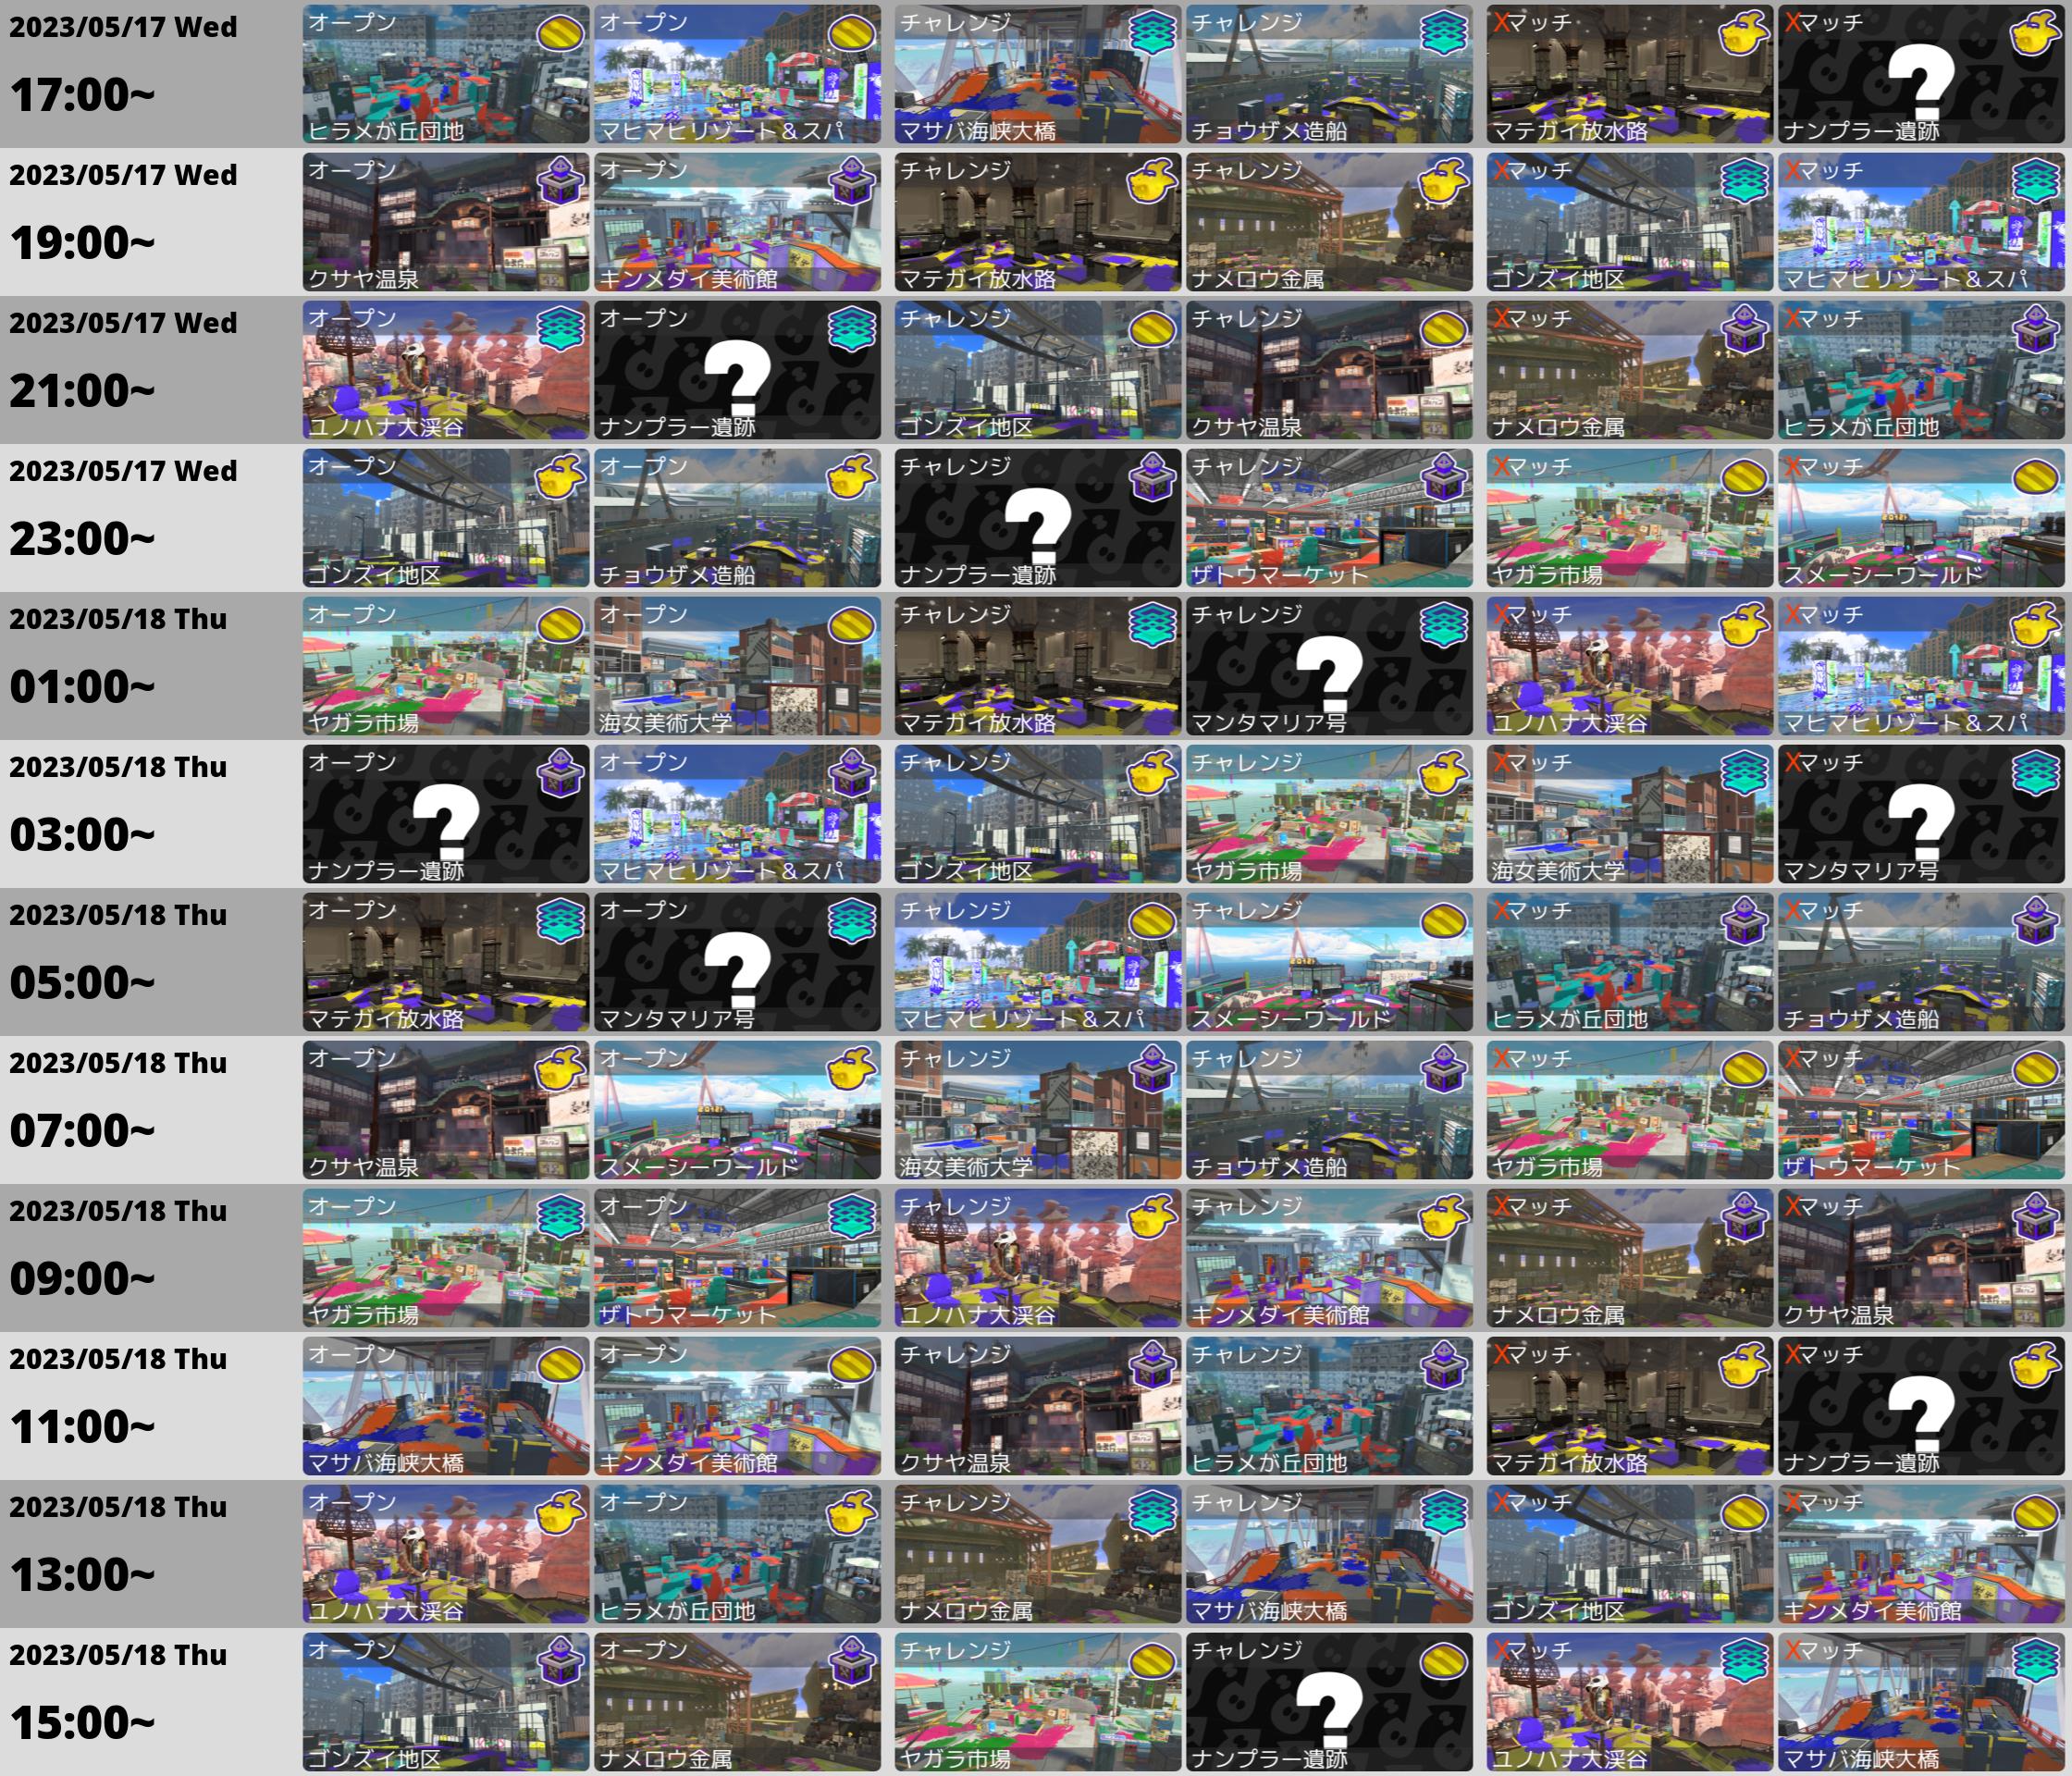 2023/05/17 Wed
17:00~
オープン オープン チャレンジ チャレンジ Xマッチ Xマッチ
ヒラメが丘団地 マヒマヒリゾート＆スパ マサバ海峡大橋 チョウザメ造船 マテガイ放水路 ナンプラー遺跡
2023/05/17 Wed
19:00~
オープン オープン チャレンジ チャレンジ Xマッチ Xマッチ
クサヤ温泉 キンメダイ美術館 マテガイ放水路 ナメロウ金属 ゴンズイ地区 マヒマヒリゾート＆スパ
2023/05/17 Wed
21:00~
オープン オープン チャレンジ チャレンジ Xマッチ Xマッチ
ユノハナ大渓谷 ナンプラー遺跡 ゴンズイ地区 クサヤ温泉 ナメロウ金属 ヒラメが丘団地
2023/05/17 Wed
23:00~
オープン オープン チャレンジ チャレンジ Xマッチ Xマッチ
ゴンズイ地区 チョウザメ造船 ナンプラー遺跡 ザトウマーケット ヤガラ市場 スメーシーワールド
2023/05/18 Thu
01:00~
オープン オープン チャレンジ チャレンジ Xマッチ Xマッチ
ヤガラ市場 海女美術大学 マテガイ放水路 マンタマリア号 ユノハナ大渓谷 マヒマヒリゾート＆スパ
2023/05/18 Thu
03:00~
オープン オープン チャレンジ チャレンジ Xマッチ Xマッチ
ナンプラー遺跡 マヒマヒリゾート＆スパ ゴンズイ地区 ヤガラ市場 海女美術大学 マンタマリア号
2023/05/18 Thu
05:00~
オープン オープン チャレンジ チャレンジ Xマッチ Xマッチ
マテガイ放水路 マンタマリア号 マヒマヒリゾート＆スパ スメーシーワールド ヒラメが丘団地 チョウザメ造船
2023/05/18 Thu
07:00~
オープン オープン チャレンジ チャレンジ Xマッチ Xマッチ
クサヤ温泉 スメーシーワールド 海女美術大学 チョウザメ造船 ヤガラ市場 ザトウマーケット
2023/05/18 Thu
09:00~
オープン オープン チャレンジ チャレンジ Xマッチ Xマッチ
ヤガラ市場 ザトウマーケット ユノハナ大渓谷 キンメダイ美術館 ナメロウ金属 クサヤ温泉
2023/05/18 Thu
11:00~
オープン オープン チャレンジ チャレンジ Xマッチ Xマッチ
マサバ海峡大橋 キンメダイ美術館 クサヤ温泉 ヒラメが丘団地 マテガイ放水路 ナンプラー遺跡
2023/05/18 Thu
13:00~
オープン オープン チャレンジ チャレンジ Xマッチ Xマッチ
ユノハナ大渓谷 ヒラメが丘団地 ナメロウ金属 マサバ海峡大橋 ゴンズイ地区 キンメダイ美術館
2023/05/18 Thu
15:00~
オープン オープン チャレンジ チャレンジ Xマッチ Xマッチ
ゴンズイ地区 ナメロウ金属 ヤガラ市場 ナンプラー遺跡 ユノハナ大渓谷 マサバ海峡大橋